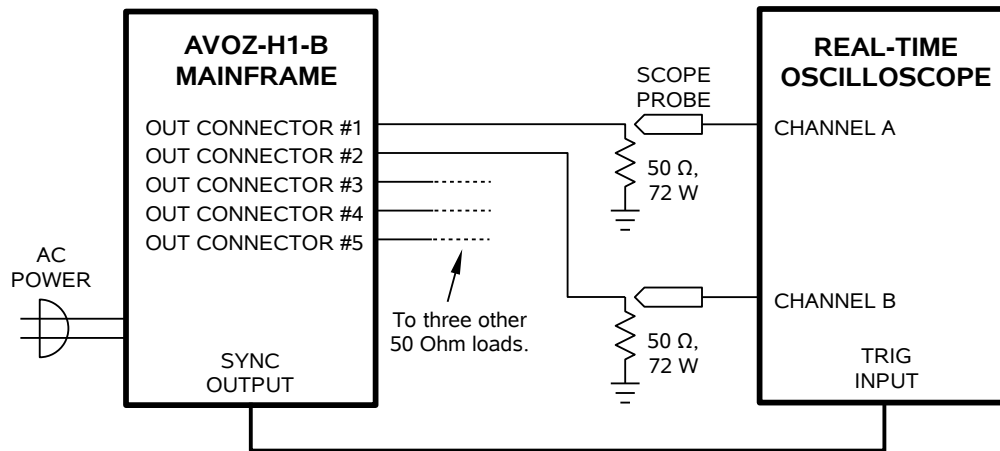 AVOZ-H1-B
MAINFRAME
OUT CONNECTOR #1
OUT CONNECTOR #2
OUT CONNECTOR #3
OUT CONNECTOR #4
OUT CONNECTOR #5
AC
POWER
SYNC
OUTPUT
To three other
50 Ohm loads.
SCOPE
PROBE
50 Ω,
72 W
50 Ω,
72 W
REAL-TIME
OSCILLOSCOPE
CHANNEL A
CHANNEL B
TRIG
INPUT